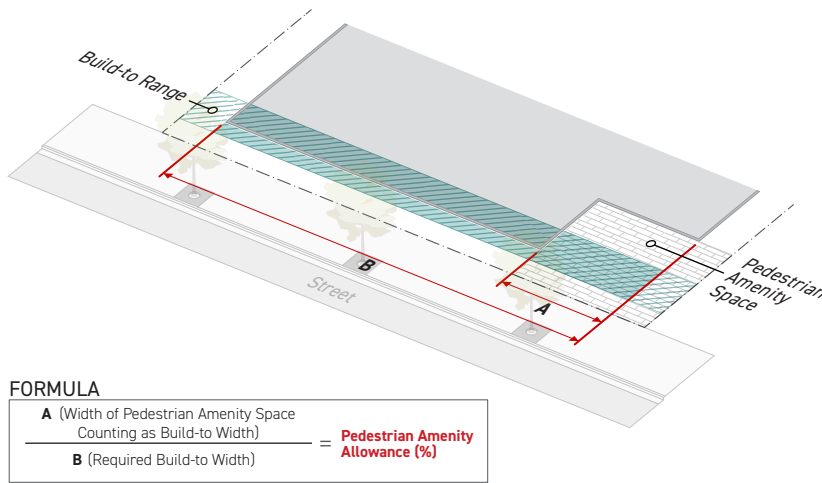 Build-to Range
Pedestrian
Amenity
Space
B
A
Street
FORMULA
A (Width of Pedestrian Amenity Space
Counting as Build-to Width)
B (Required Build-to Width)
=
Pedestrian Amenity
Allowance (%)